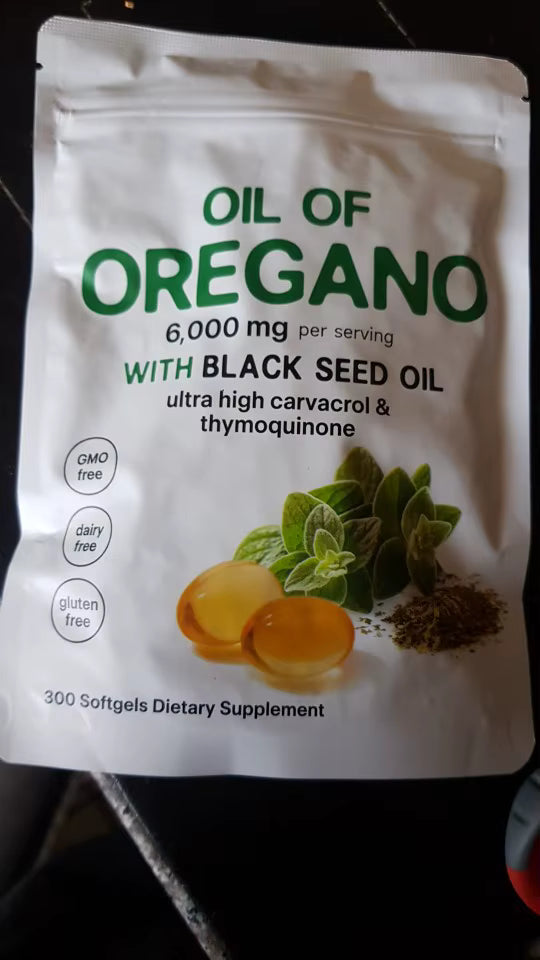 OIL OF
OREGANO
6,000 mg per serving
WITH BLACK SEED OIL
ultra high carvacrol &
thymoquinone
GMO
free
dairy
free
gluten
free
300 Softgels Dietary Supplement